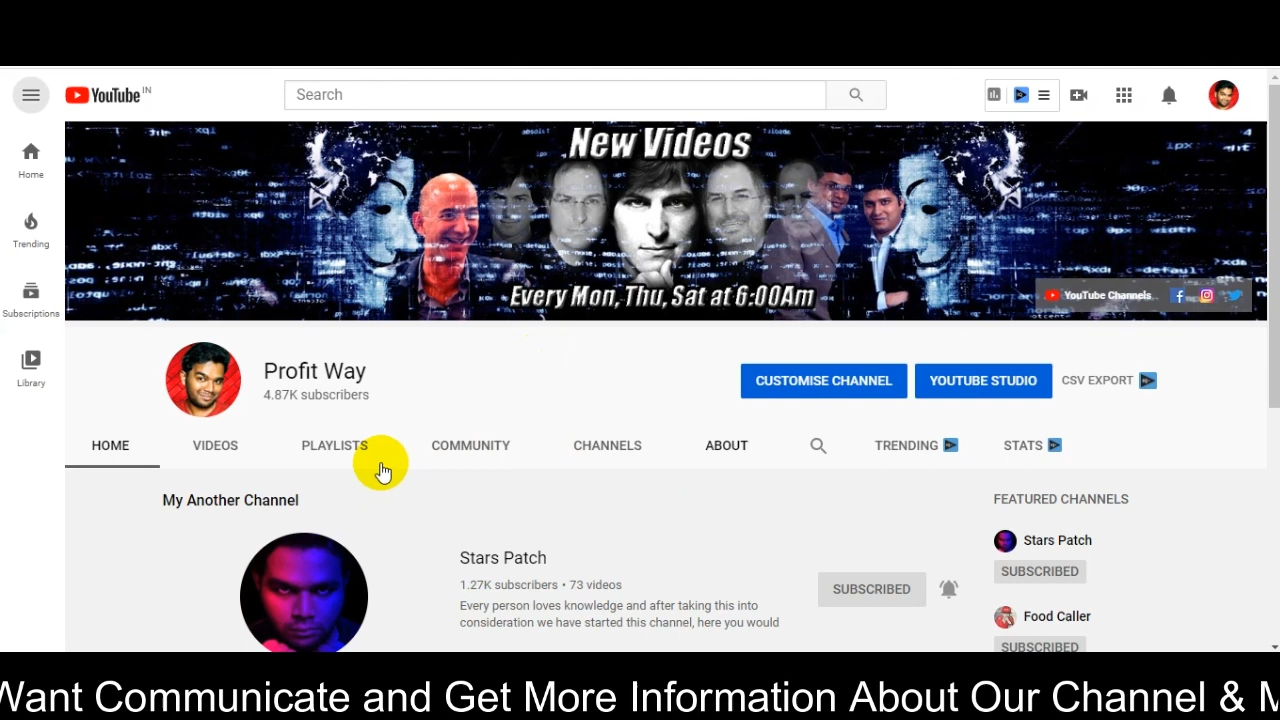 YouTube IN
Search
Home
Trending
Subscriptions
Library
New Videos
Every Mon, Thu, Sat at 6:00Am
YouTube Channels
Profit Way
4.87K subscribers
CUSTOMISE CHANNEL
YOUTUBE STUDIO
CSV EXPORT
HOME VIDEOS PLAYLISTS COMMUNITY CHANNELS ABOUT TRENDING STATS
My Another Channel
Stars Patch
1.27K subscribers • 73 videos
Every person loves knowledge and after taking this into
consideration we have started this channel, here you would
SUBSCRIBED
FEATURED CHANNELS
Stars Patch
SUBSCRIBED
Food Caller
SUBSCRIBED
Want Communicate and Get More Information About Our Channel & M